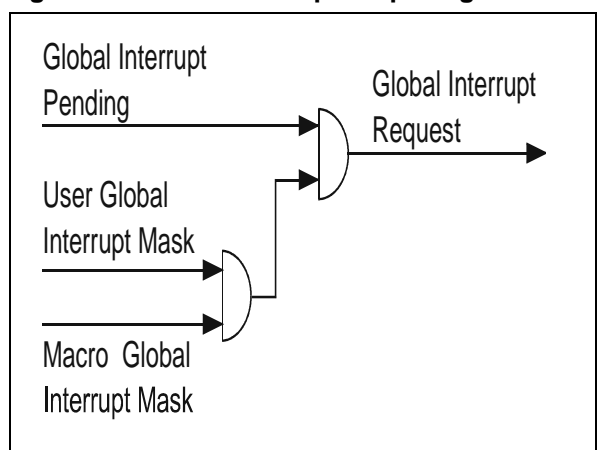 Global Interrupt
Pending
Global Interrupt
Request
User Global
Interrupt Mask
Macro Global
Interrupt Mask